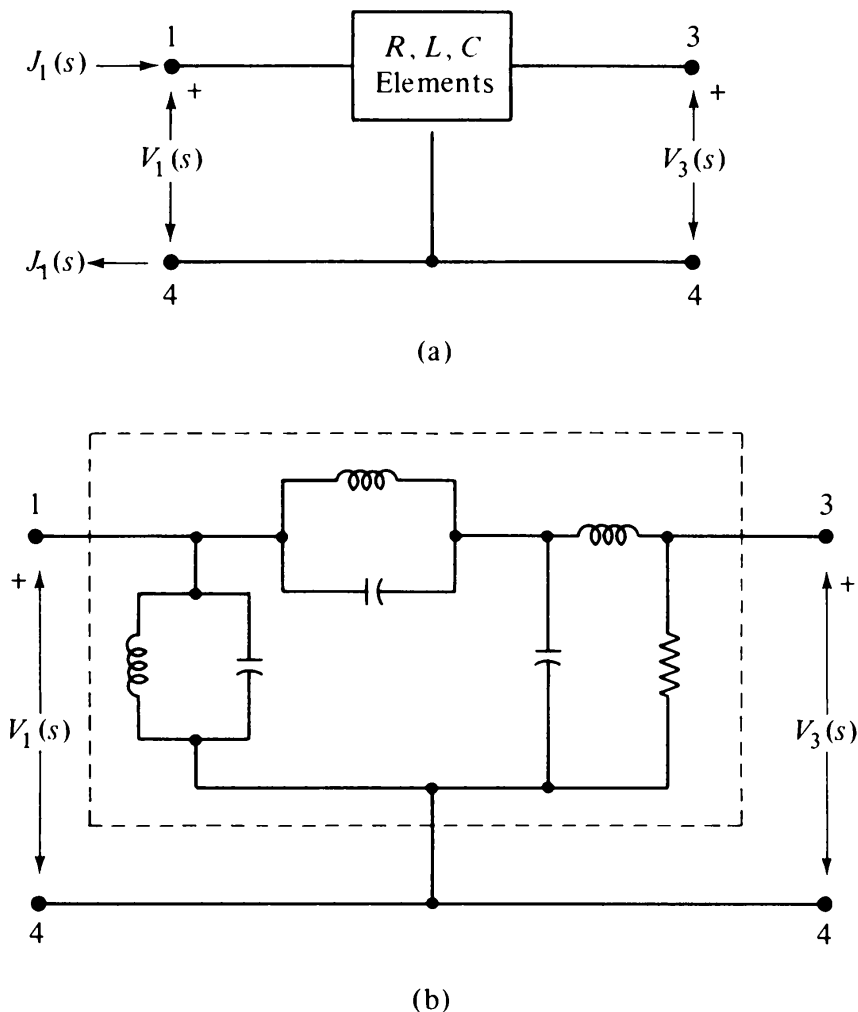 1
R, L, C
Elements
3
J₁(s)
+
+
V₁(s)
V₃(s)
J₁(s)
4
4
(a)
1
3
+
+
V₁(s)
V₃(s)
4
4
(b)